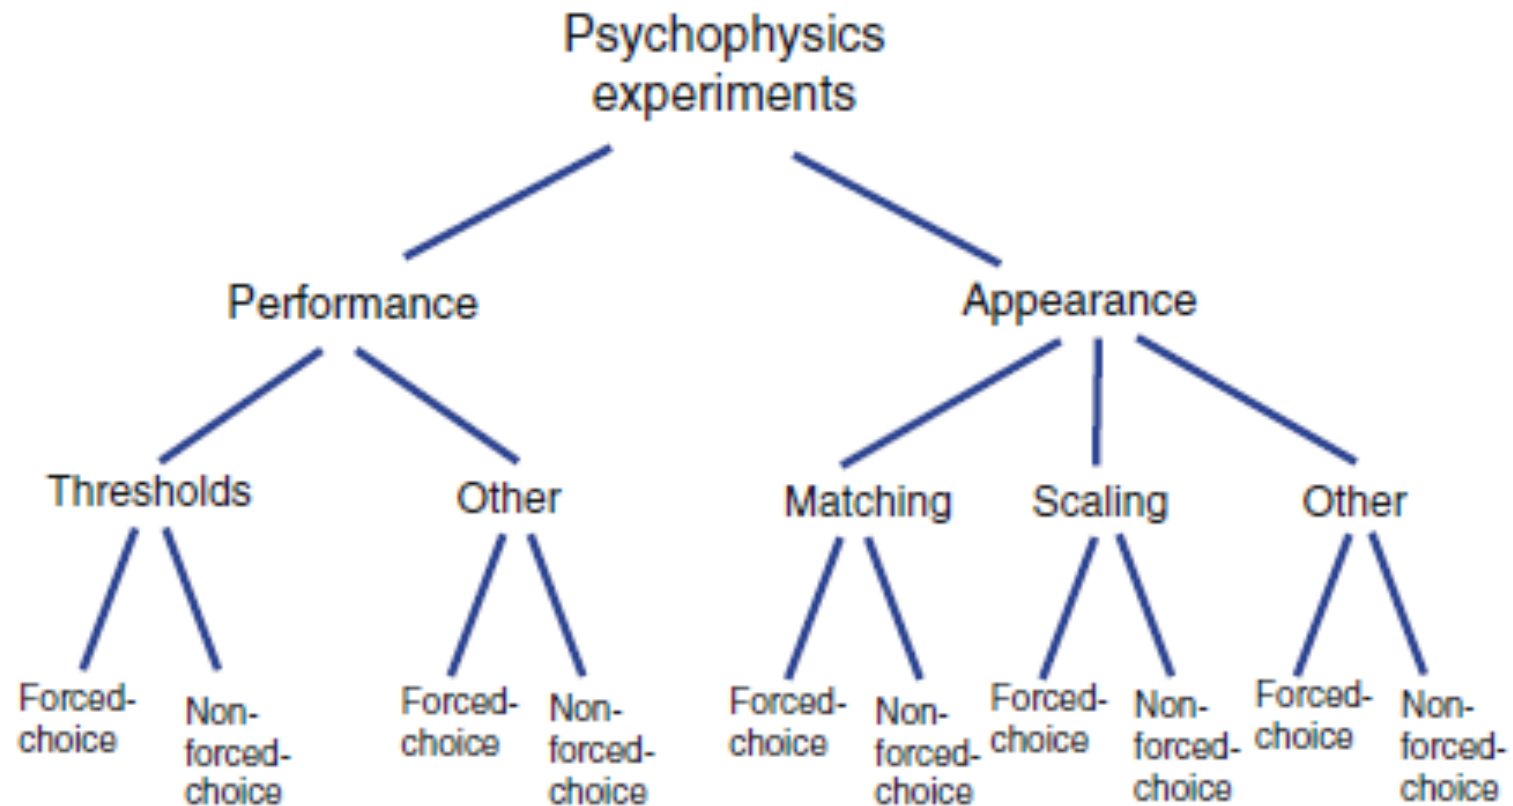 Psychophysics
experiments
Performance
Appearance
Thresholds
Other
Matching
Scaling
Other
Forced-
choice
Non-
forced-
choice
Forced-
choice
Non-
forced-
choice
Forced-
choice
Non-
forced-
choice
Forced-
choice
Non-
forced-
choice
Forced-
choice
Non-
forced-
choice